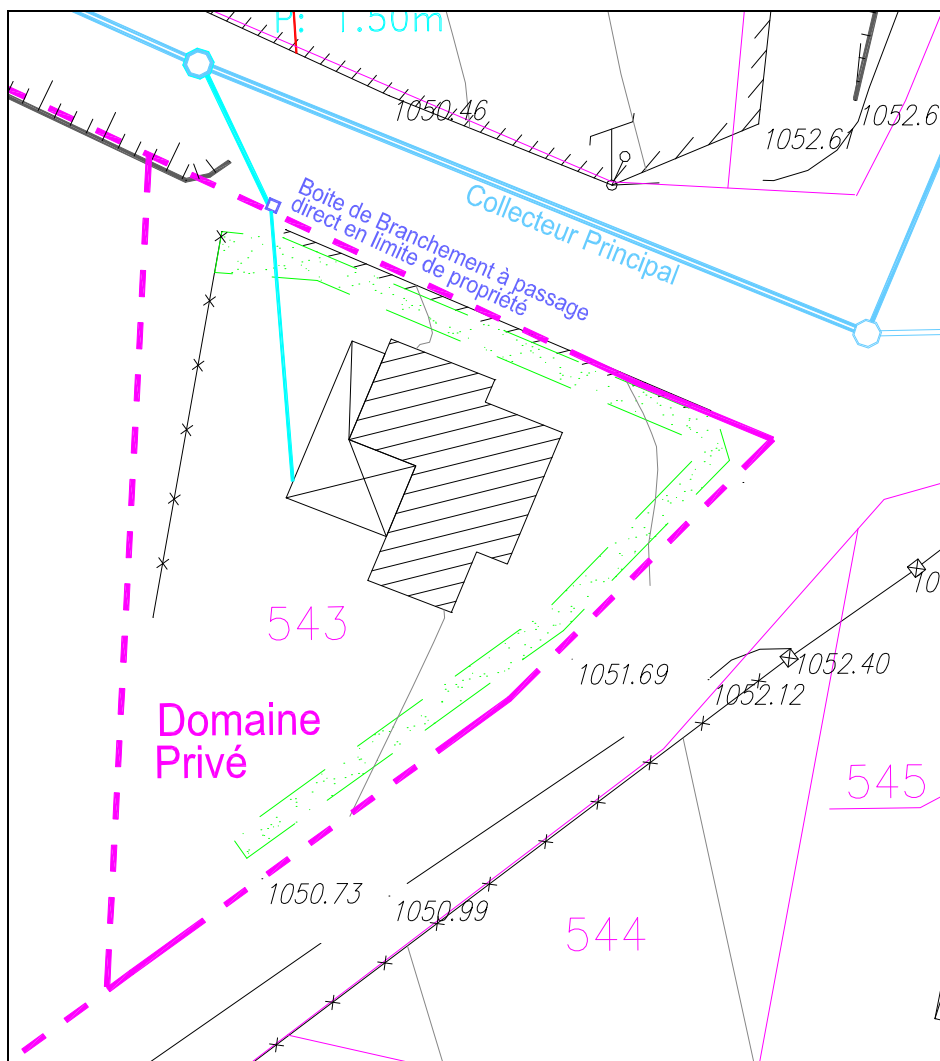 P: 1.50m
1050.46
1052.61
1052.6
Boite de Branchement à passage
direct en limite de propriété
Collecteur Principal
543
10
1051.69
1052.40
1052.12
Domaine
Privé
545
1050.73
1050.99
544